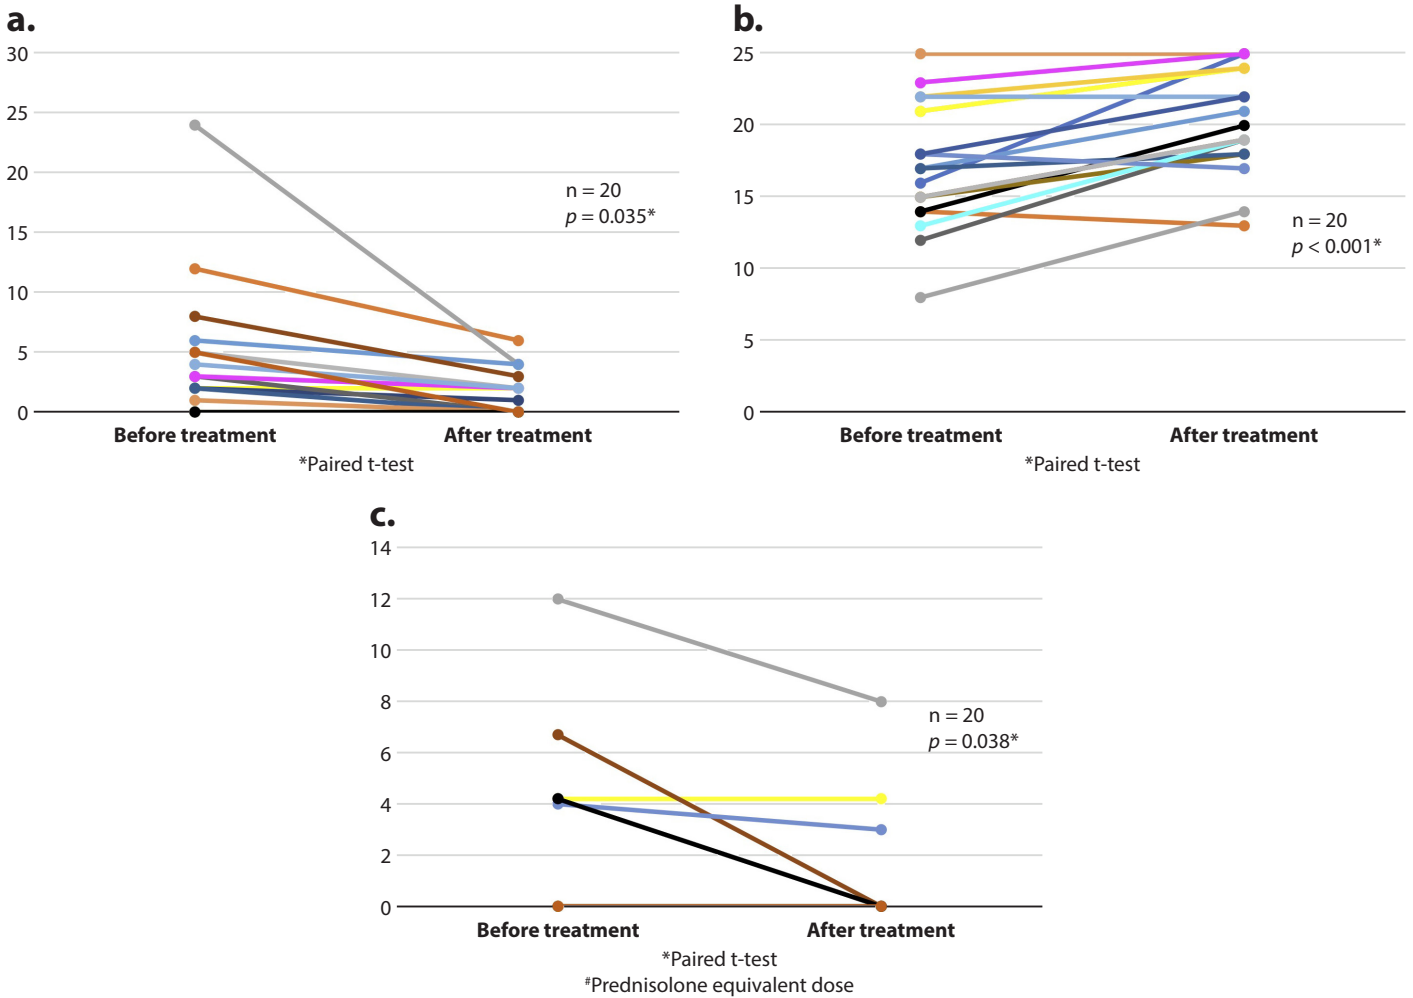 a.
30
25
20
15
10
5
0
n = 20
p = 0.035*
Before treatment
After treatment
*Paired t-test
b.
25
20
15
10
5
0
n = 20
p < 0.001*
Before treatment
After treatment
*Paired t-test
c.
14
12
10
8
6
4
2
0
n = 20
p = 0.038*
Before treatment
After treatment
*Paired t-test
#Prednisolone equivalent dose